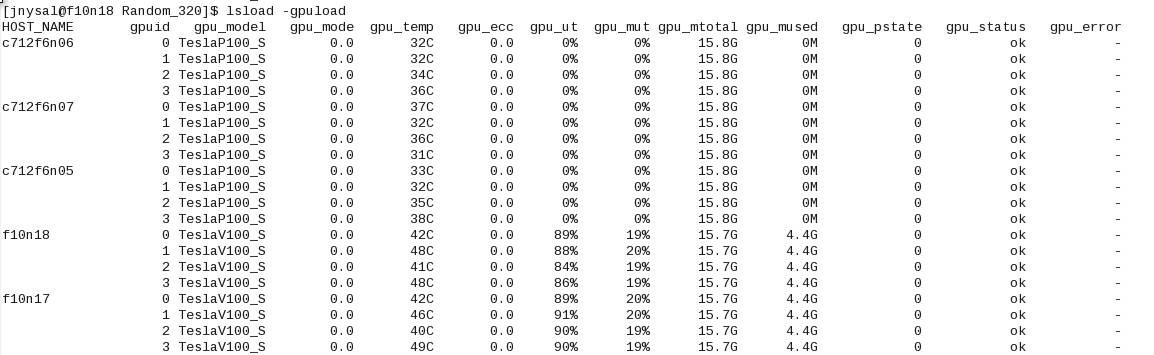 [jnysal@f10n18 Random_320]$ lsload -gpuload
HOST_NAME gpuid gpu_model gpu_mode gpu_temp gpu_ecc gpu_ut gpu_mut gpu_mtotal gpu_mused gpu_pstate gpu_status gpu_error
c712f6n06 0 TeslaP100_S 0.0 32C 0.0 0% 0% 15.8G 0M 0 ok -
1 TeslaP100_S 0.0 32C 0.0 0% 0% 15.8G 0M 0 ok -
2 TeslaP100_S 0.0 34C 0.0 0% 0% 15.8G 0M 0 ok -
3 TeslaP100_S 0.0 36C 0.0 0% 0% 15.8G 0M 0 ok -
c712f6n07 0 TeslaP100_S 0.0 37C 0.0 0% 0% 15.8G 0M 0 ok -
1 TeslaP100_S 0.0 32C 0.0 0% 0% 15.8G 0M 0 ok -
2 TeslaP100_S 0.0 36C 0.0 0% 0% 15.8G 0M 0 ok -
3 TeslaP100_S 0.0 31C 0.0 0% 0% 15.8G 0M 0 ok -
c712f6n05 0 TeslaP100_S 0.0 33C 0.0 0% 0% 15.8G 0M 0 ok -
1 TeslaP100_S 0.0 32C 0.0 0% 0% 15.8G 0M 0 ok -
2 TeslaP100_S 0.0 35C 0.0 0% 0% 15.8G 0M 0 ok -
3 TeslaP100_S 0.0 38C 0.0 0% 0% 15.8G 0M 0 ok -
f10n18 0 TeslaV100_S 0.0 42C 0.0 89% 19% 15.7G 4.4G 0 ok -
1 TeslaV100_S 0.0 48C 0.0 88% 20% 15.7G 4.4G 0 ok -
2 TeslaV100_S 0.0 41C 0.0 84% 19% 15.7G 4.4G 0 ok -
3 TeslaV100_S 0.0 48C 0.0 86% 19% 15.7G 4.4G 0 ok -
f10n17 0 TeslaV100_S 0.0 42C 0.0 89% 20% 15.7G 4.4G 0 ok -
1 TeslaV100_S 0.0 46C 0.0 91% 20% 15.7G 4.4G 0 ok -
2 TeslaV100_S 0.0 40C 0.0 90% 19% 15.7G 4.4G 0 ok -
3 TeslaV100_S 0.0 49C 0.0 90% 19% 15.7G 4.4G 0 ok -